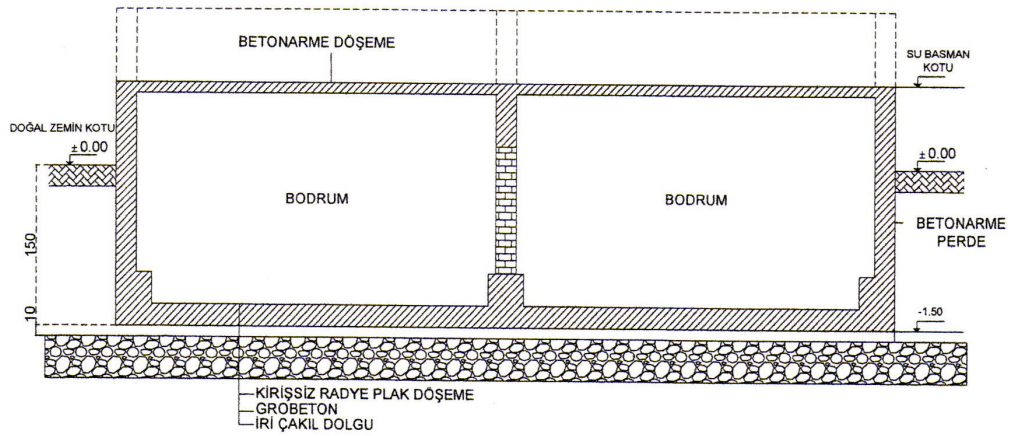 BETONARME DÖŞEME
SU BASMAN
KOTU
DOĞAL ZEMİN KOTU
±0.00
±0.00
BODRUM
BODRUM
BETONARME
PERDE
150
10
-1.50
KİRİŞSİZ RADYE PLAK DÖŞEME
GROBETON
İRİ ÇAKIL DOLGU